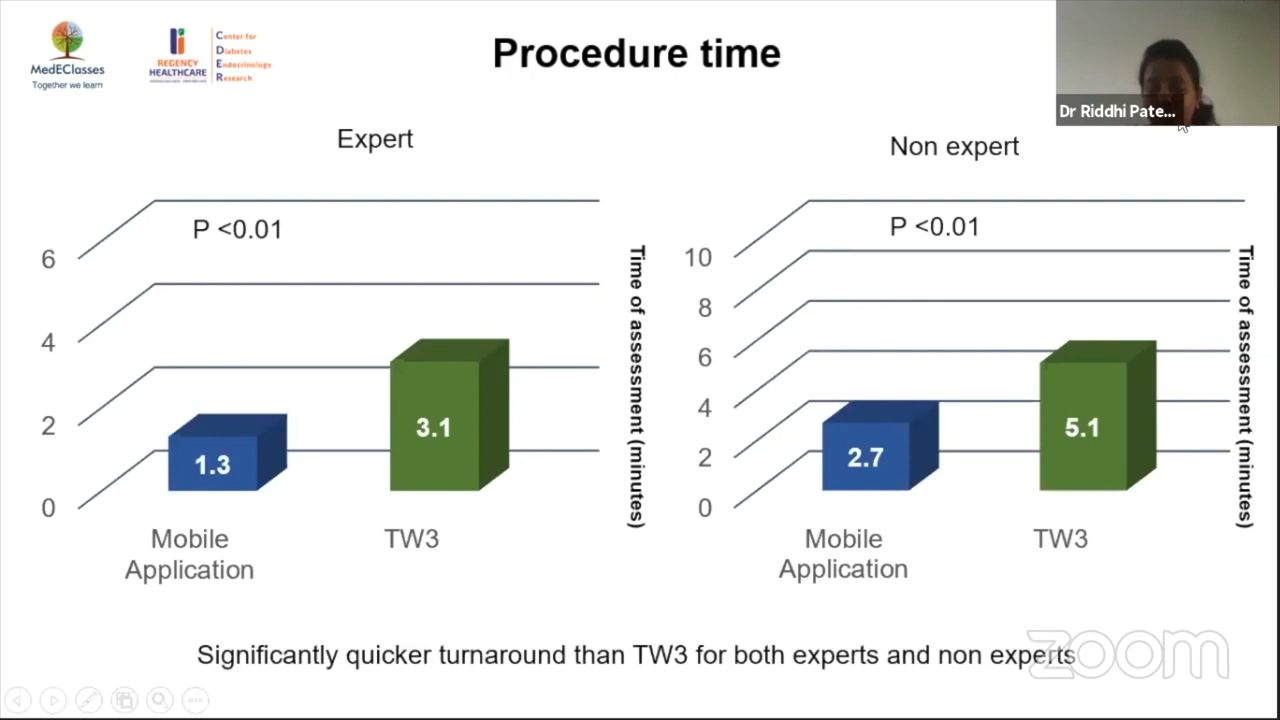 MedEClasses
Together we learn
REGENCY
HEALTHCARE
Center for
Diabetes
Endocrinology
Research
Procedure time
Dr Riddhi Pate...
Expert
Non expert
P <0.01
6
4
2
0
1.3
3.1
Mobile
Application
TW3
Time of assessment (minutes)
P <0.01
10
8
6
4
2
0
2.7
5.1
Mobile
Application
TW3
Time of assessment (minutes)
Significantly quicker turnaround than TW3 for both experts and non experts
zoom